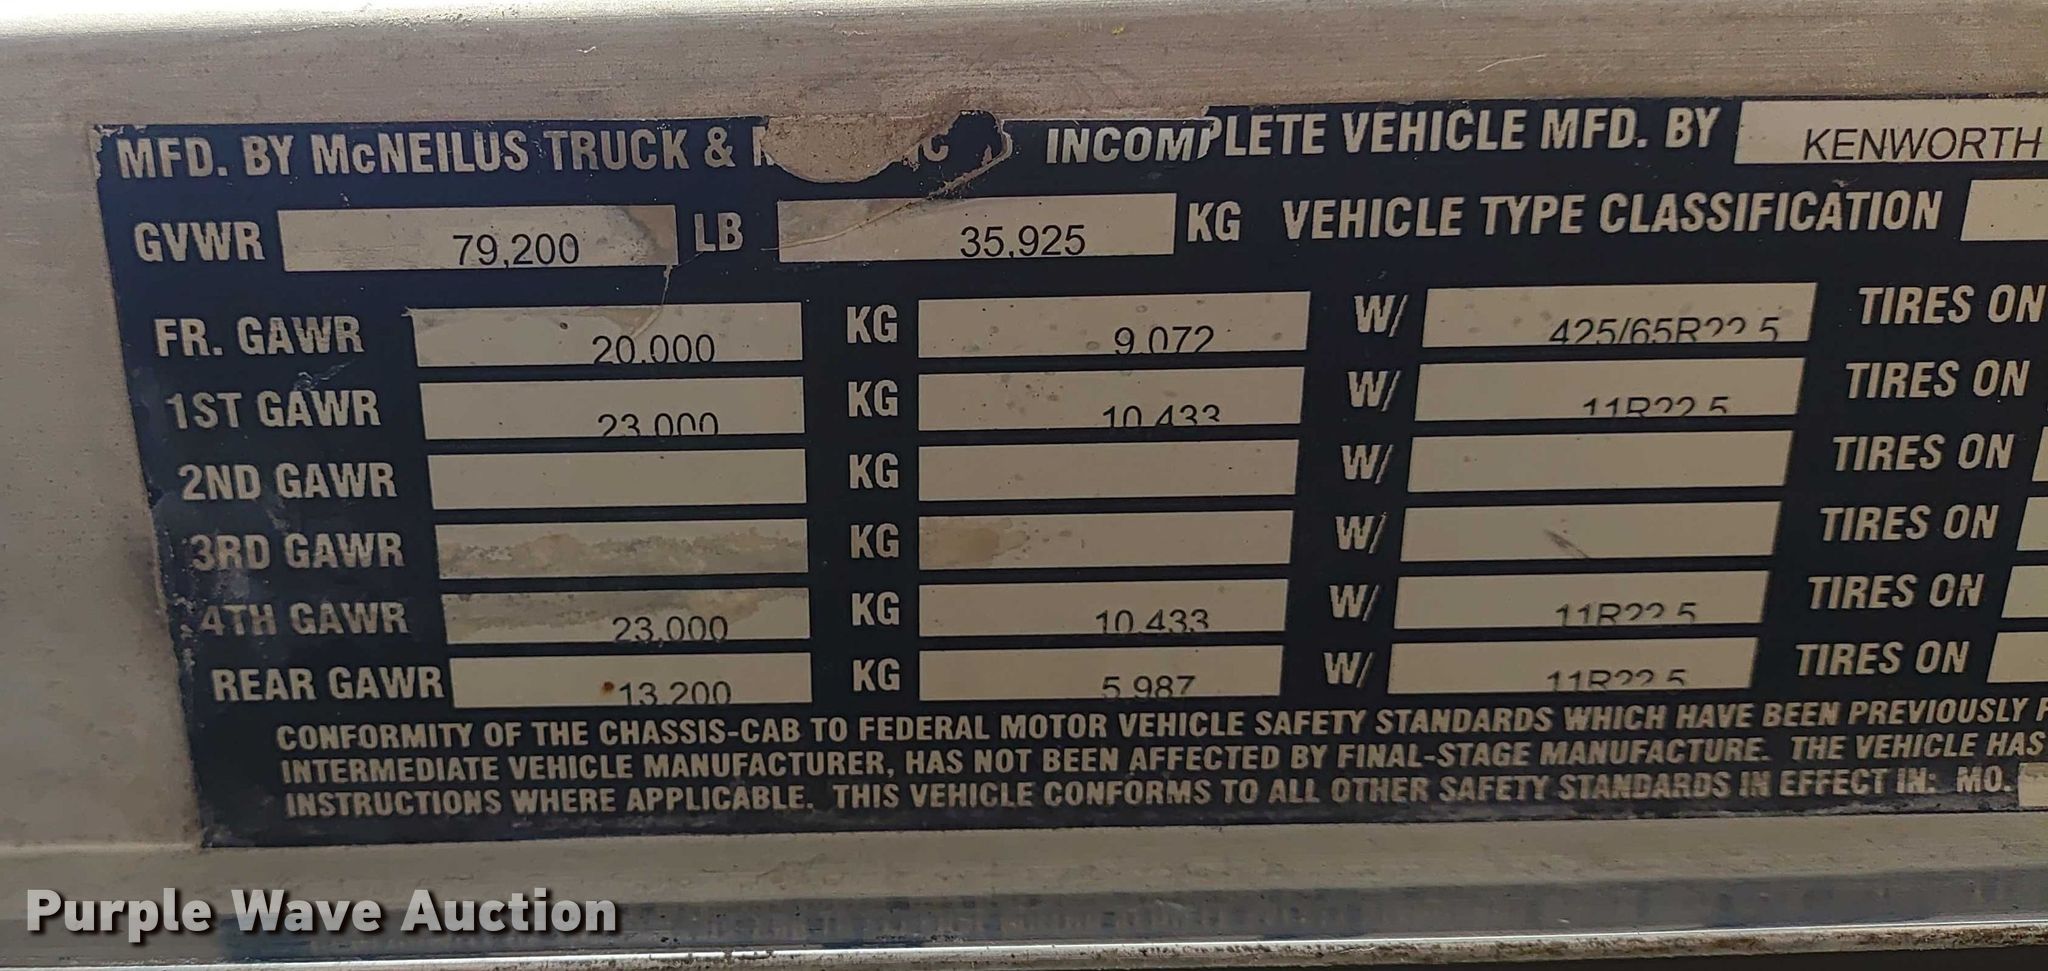 MFD. BY McNEILUS TRUCK & INCOMPLETE VEHICLE MFD. BY KENWORTH
GVWR 79,200 LB 35,925 KG VEHICLE TYPE CLASSIFICATION
FR. GAWR 20,000 KG 9,072 W/ 425/65R22.5 TIRES ON
1ST GAWR 23,000 KG 10,433 W/ 11R22.5 TIRES ON
2ND GAWR KG W/ TIRES ON
3RD GAWR KG W/ TIRES ON
4TH GAWR 23,000 KG 10,433 W/ 11R22.5 TIRES ON
REAR GAWR 13,200 KG 5,987 W/ 11R22.5 TIRES ON
CONFORMITY OF THE CHASSIS-CAB TO FEDERAL MOTOR VEHICLE SAFETY STANDARDS WHICH HAVE BEEN PREVIOUSLY
INTERMEDIATE VEHICLE MANUFACTURER, HAS NOT BEEN AFFECTED BY FINAL-STAGE MANUFACTURE. THE VEHICLE HAS
INSTRUCTIONS WHERE APPLICABLE. THIS VEHICLE CONFORMS TO ALL OTHER SAFETY STANDARDS IN EFFECT IN: MO.
Purple Wave Auction